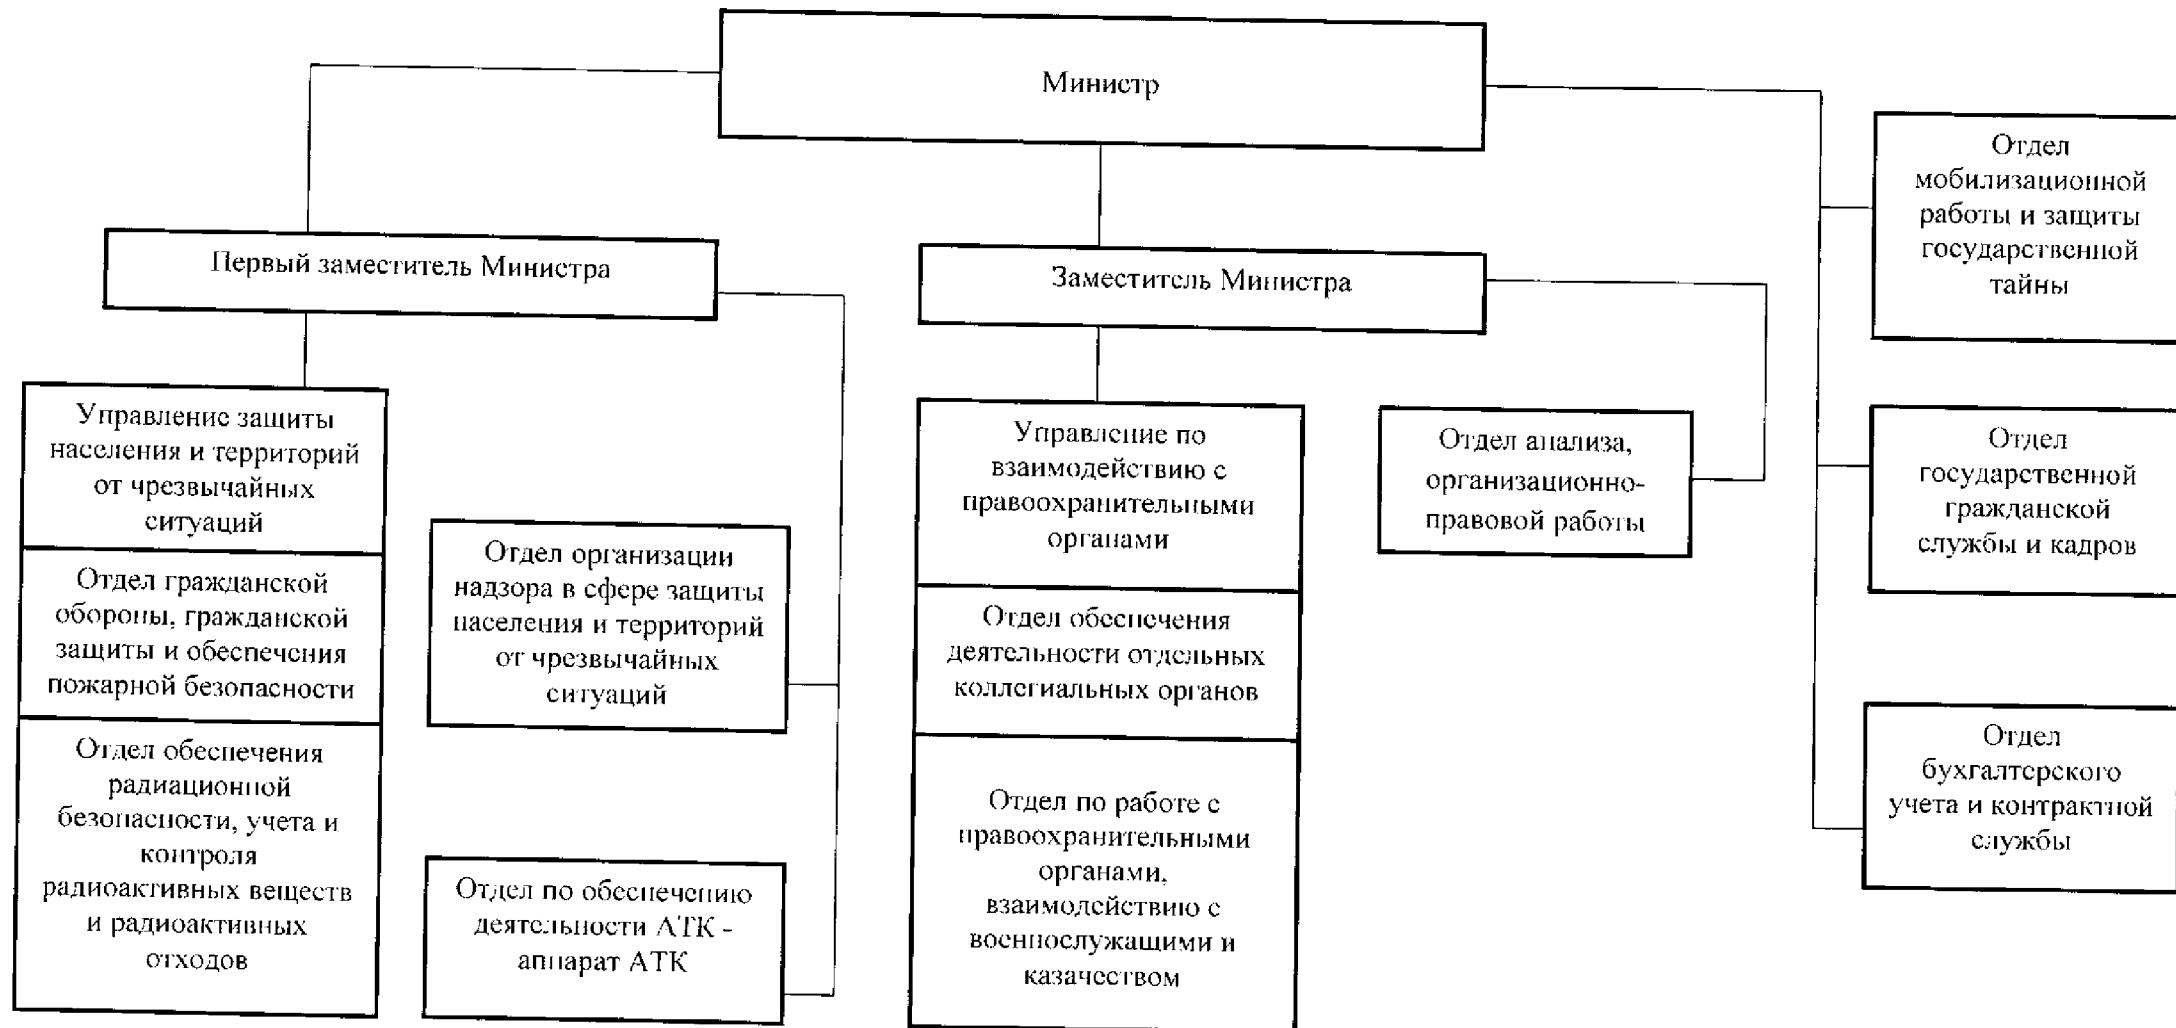 Министр
Отдел
мобилизационной
работы и защиты
государственной
тайны
Первый заместитель Министра
Заместитель Министра
Управление защиты
населения и территорий
от чрезвычайных
ситуаций
Отдел гражданской
обороны, гражданской
защиты и обеспечения
пожарной безопасности
Отдел обеспечения
радиационной
безопасности, учета и
контроля
радиоактивных веществ
и радиоактивных
отходов
Отдел организации
надзора в сфере защиты
населения и территорий
от чрезвычайных
ситуаций
Отдел по обеспечению
деятельности АТК -
аппарат АТК
Управление по
взаимодействию с
правоохранительными
органами
Отдел обеспечения
деятельности отдельных
коллегиальных органов
Отдел по работе с
правоохранительными
органами,
взаимодействию с
военнослужащими и
казачеством
Отдел анализа,
организационно-
правовой работы
Отдел
государственной
гражданской
службы и кадров
Отдел
бухгалтерского
учета и контрактной
службы